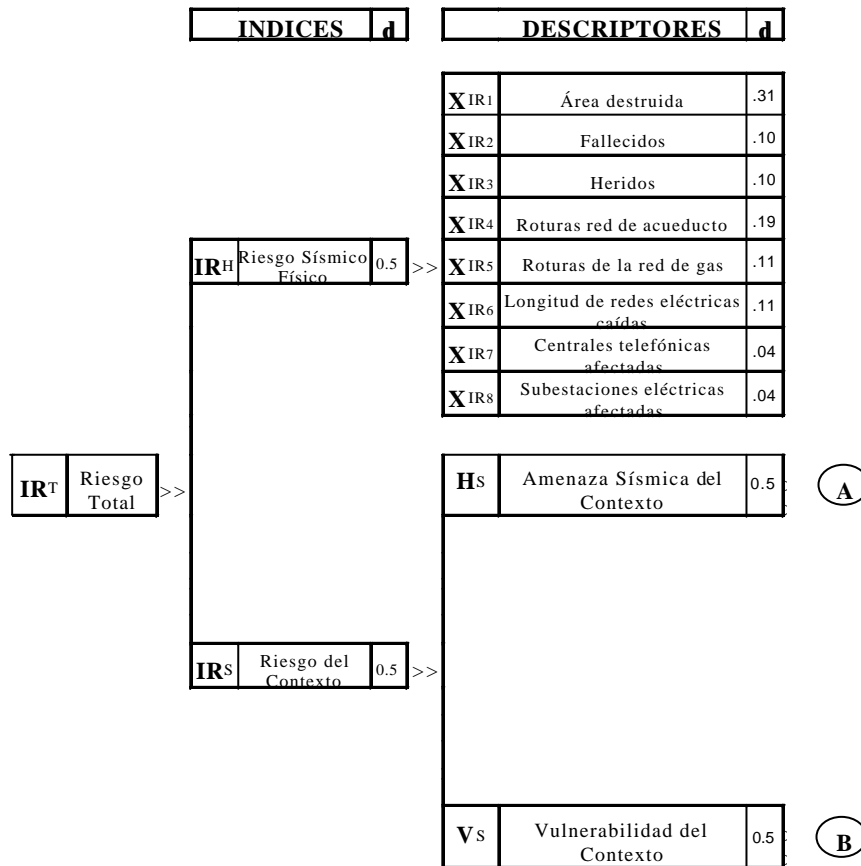 INDICES d DESCRIPTORES d
XIR1 Área destruida .31
XIR2 Fallecidos .10
XIR3 Heridos .10
XIR4 Roturas red de acueducto .19
IRH Riesgo Sísmico Físico 0.5 >>
XIR5 Roturas de la red de gas .11
XIR6 Longitud de redes eléctricas caídas .11
XIR7 Centrales telefónicas afectadas .04
XIR8 Subestaciones eléctricas afectadas .04
IRT Riesgo Total >>
HS Amenaza Sísmica del Contexto 0.5
A
IRS Riesgo del Contexto 0.5 >>
VS Vulnerabilidad del Contexto 0.5
B